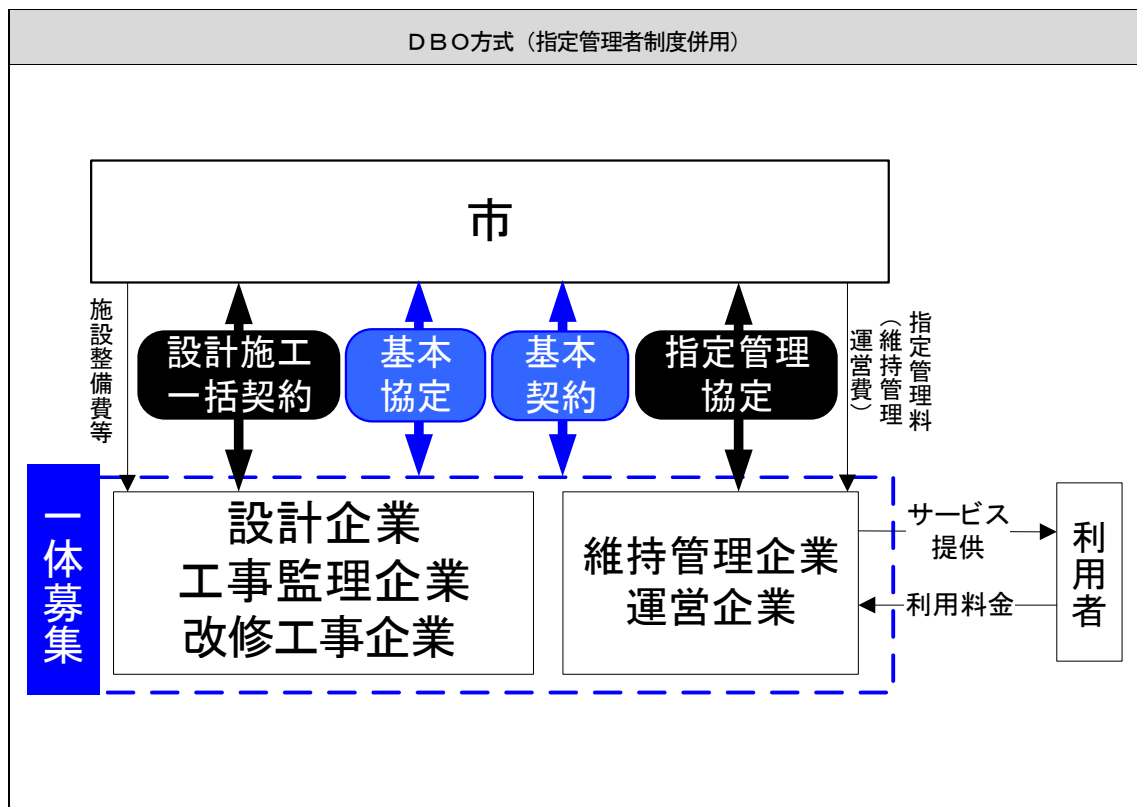 DBO方式（指定管理者制度併用）
市
施設整備費等
設計施工
一括契約
基本
協定
基本
契約
指定管理
協定
指定管理料
（維持管理
運営費）
一体募集
設計企業
工事監理企業
改修工事企業
維持管理企業
運営企業
サービス
提供
利用料金
利用者